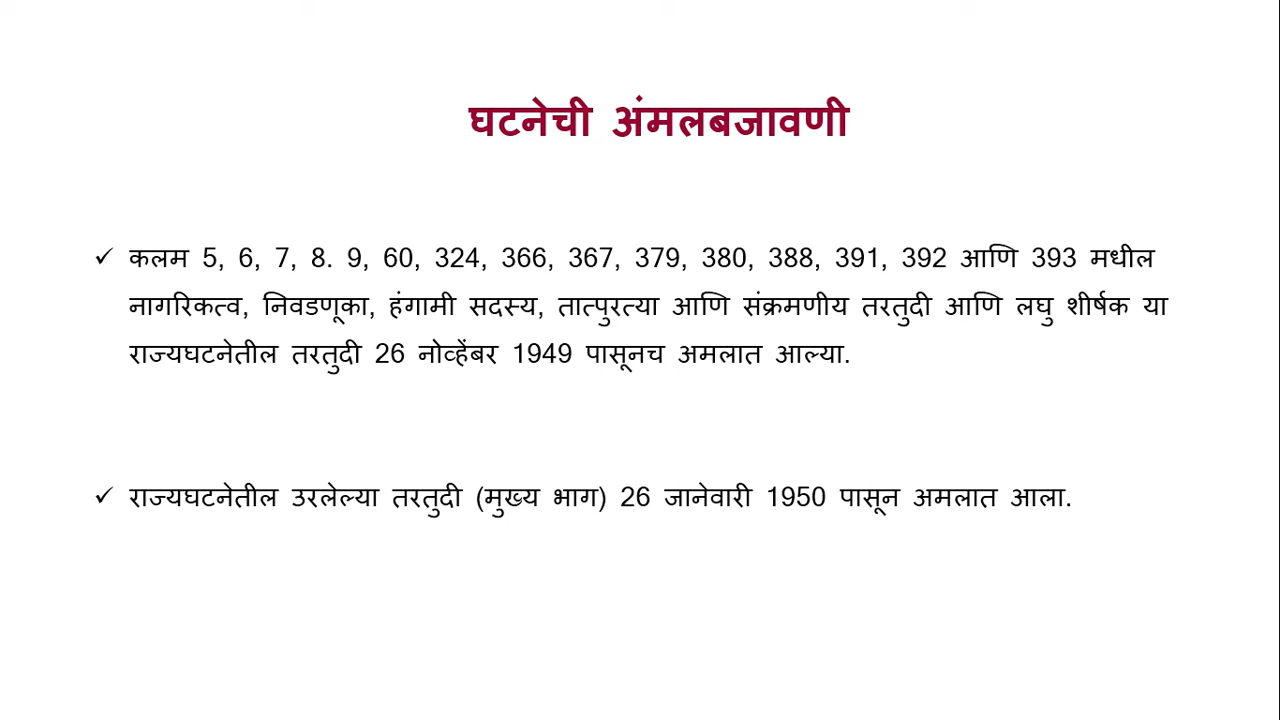 घटनेची अंमलबजावणी
✓ कलम 5, 6, 7, 8. 9, 60, 324, 366, 367, 379, 380, 388, 391, 392 आणि 393 मधील
नागरिकत्व, निवडणूका, हंगामी सदस्य, तात्पुरत्या आणि संक्रमणीय तरतुदी आणि लघु शीर्षक या
राज्यघटनेतील तरतुदी 26 नोव्हेंबर 1949 पासूनच अमलात आल्या.
✓ राज्यघटनेतील उरलेल्या तरतुदी (मुख्य भाग) 26 जानेवारी 1950 पासून अमलात आला.